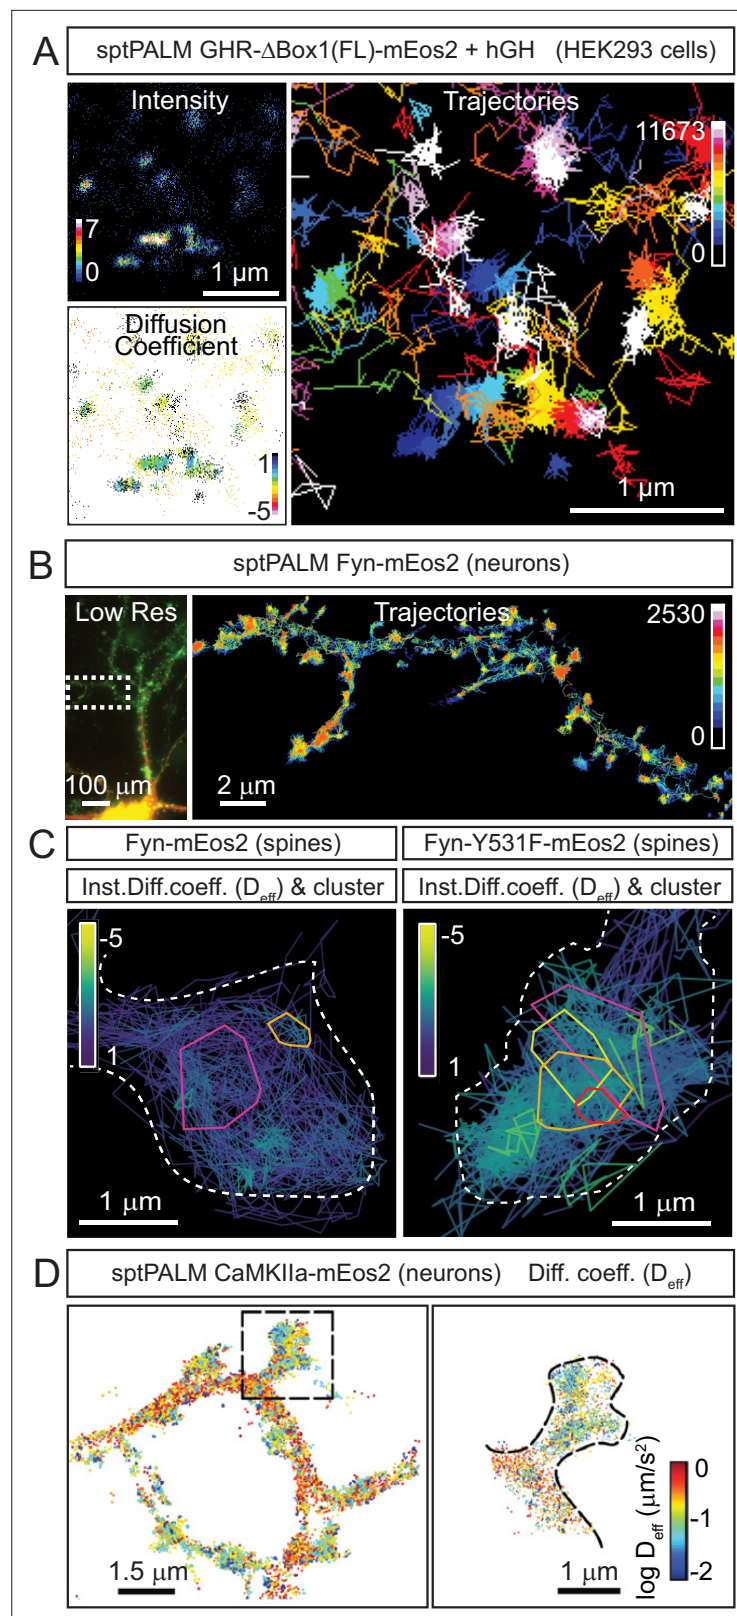 A
sptPALM GHR-ΔBox1(FL)-mEos2 + hGH (HEK293 cells)
Intensity
7
0
1 µm
Diffusion
Coefficient
1
-5
Trajectories
11673
0
1 µm
B
sptPALM Fyn-mEos2 (neurons)
Low Res
100 µm
Trajectories
2530
0
2 µm
C
Fyn-mEos2 (spines)
Inst.Diff.coeff. (Deff) & cluster
-5
1
1 µm
Fyn-Y531F-mEos2 (spines)
Inst.Diff.coeff. (Deff) & cluster
-5
1
1 µm
D
sptPALM CaMKIIa-mEos2 (neurons) Diff. coeff. (Deff)
1.5 µm
1 µm
log Deff (µm/s²)
0
-1
-2